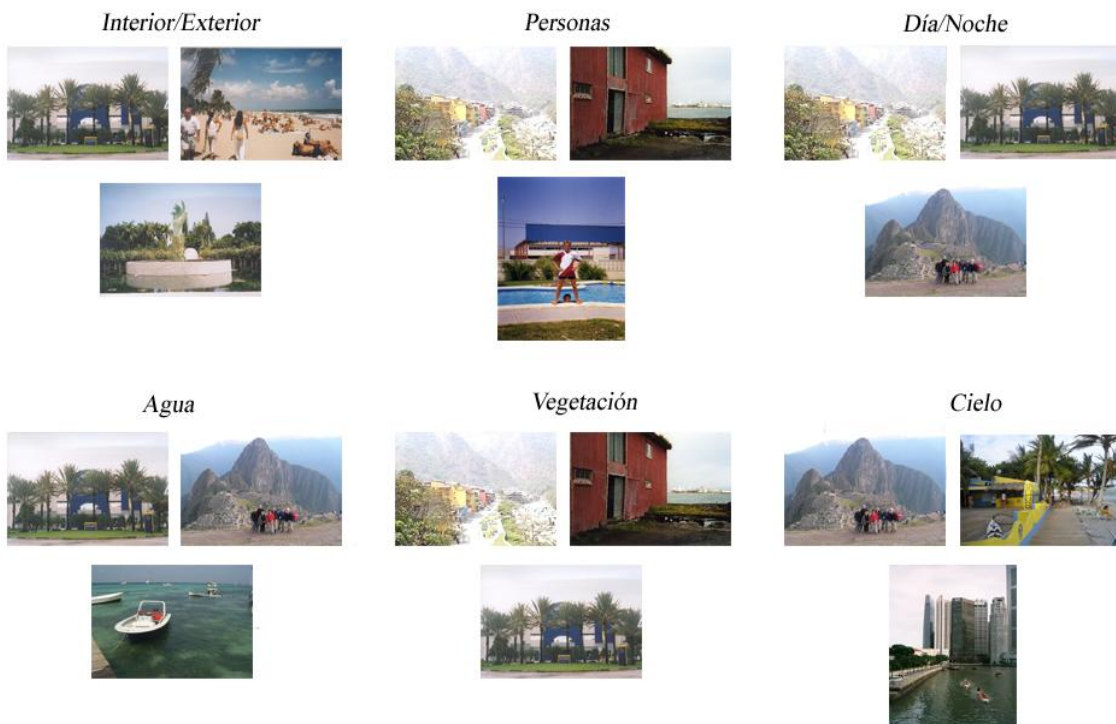 Interior/Exterior
Personas
Día/Noche
Agua
Vegetación
Cielo